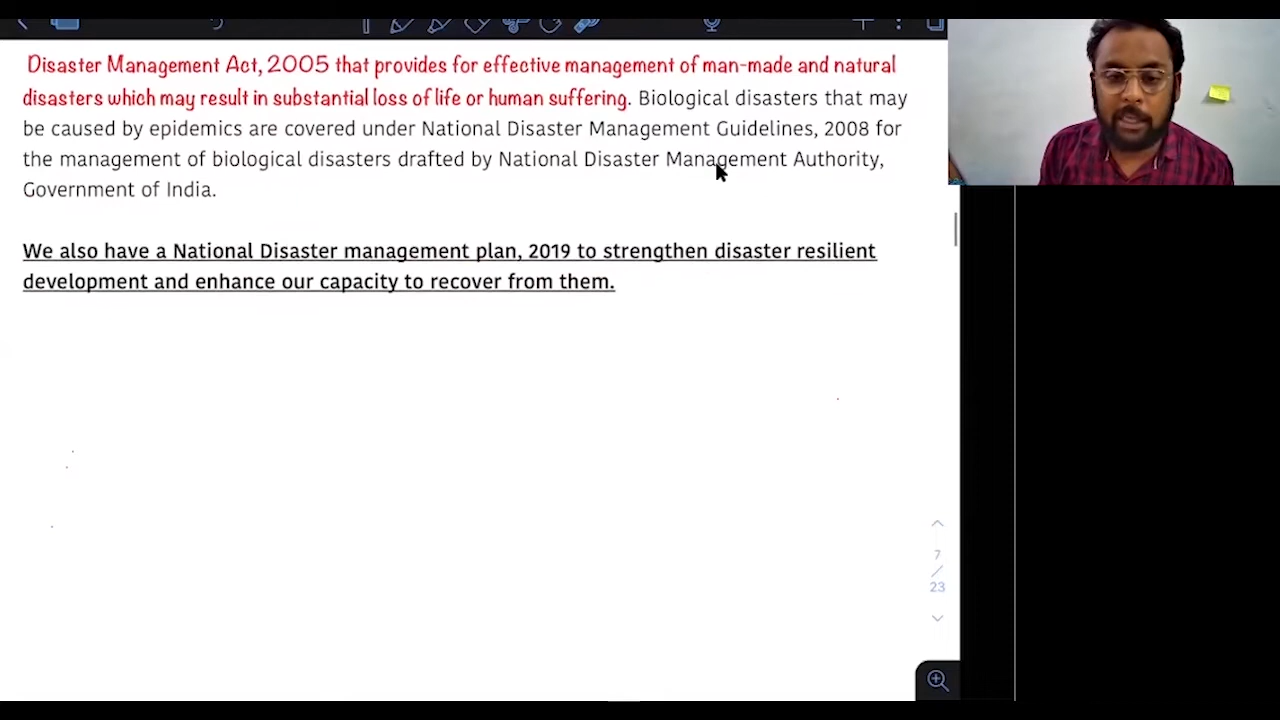 Disaster Management Act, 2005 that provides for effective management of man-made and natural
disasters which may result in substantial loss of life or human suffering. Biological disasters that may
be caused by epidemics are covered under National Disaster Management Guidelines, 2008 for
the management of biological disasters drafted by National Disaster Management Authority,
Government of India.
We also have a National Disaster management plan, 2019 to strengthen disaster resilient
development and enhance our capacity to recover from them.
7
/
23